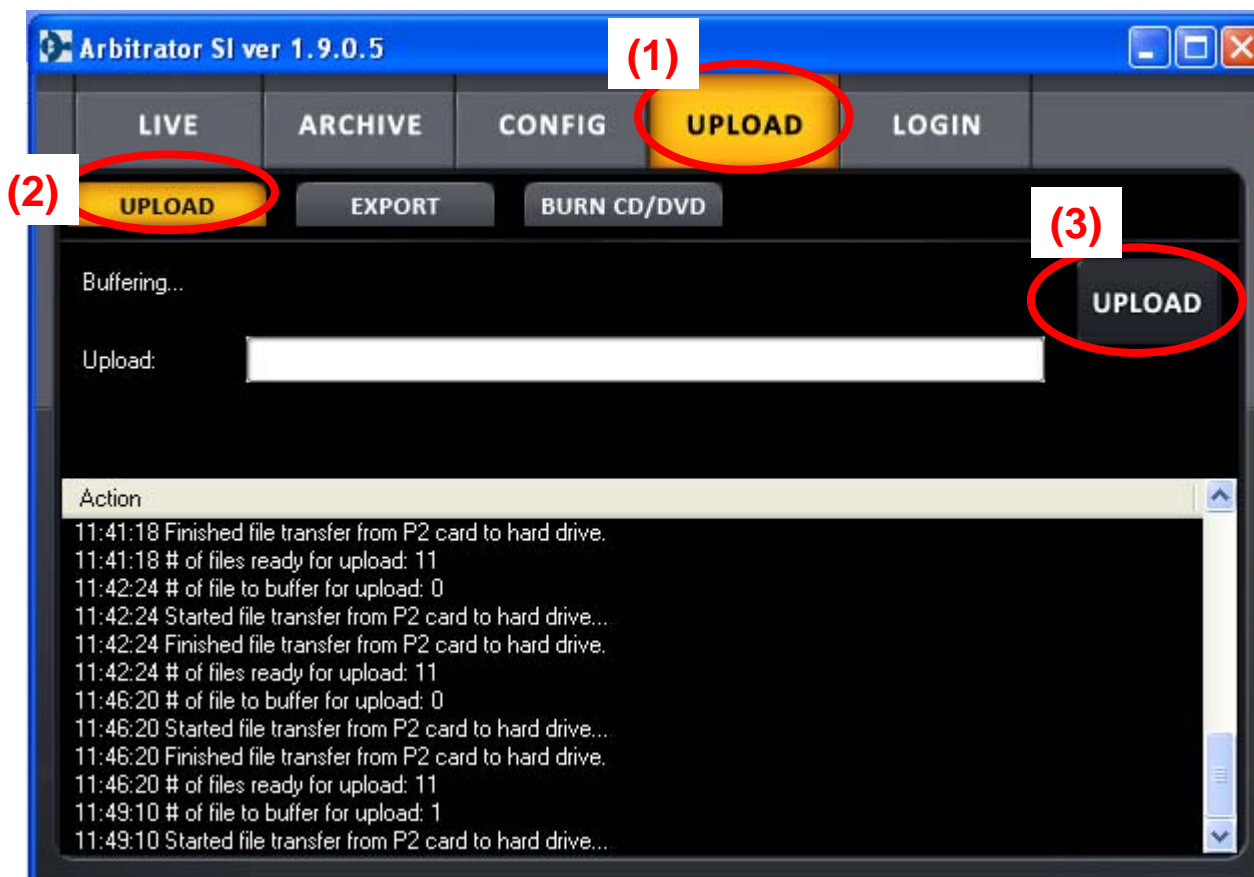 Arbitrator SI ver 1.9.0.5
(1)
LIVE ARCHIVE CONFIG UPLOAD LOGIN
(2)
UPLOAD EXPORT BURN CD/DVD
(3)
Buffering...
UPLOAD
Upload:
Action
11:41:18 Finished file transfer from P2 card to hard drive.
11:41:18 # of files ready for upload: 11
11:42:24 # of file to buffer for upload: 0
11:42:24 Started file transfer from P2 card to hard drive...
11:42:24 Finished file transfer from P2 card to hard drive.
11:42:24 # of files ready for upload: 11
11:46:20 # of file to buffer for upload: 0
11:46:20 Started file transfer from P2 card to hard drive...
11:46:20 Finished file transfer from P2 card to hard drive.
11:46:20 # of files ready for upload: 11
11:49:10 # of file to buffer for upload: 1
11:49:10 Started file transfer from P2 card to hard drive...